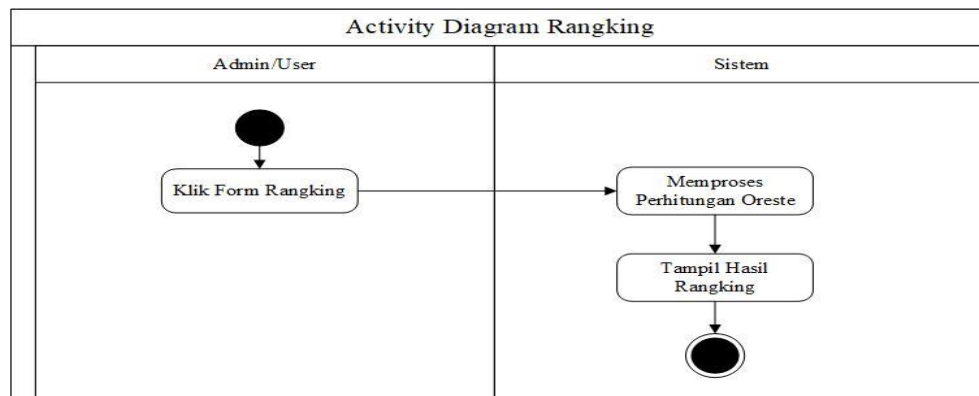 Activity Diagram Rangking
Admin/User
Sistem
Klik Form Rangking
Memproses
Perhitungan Oreste
Tampil Hasil
Rangking